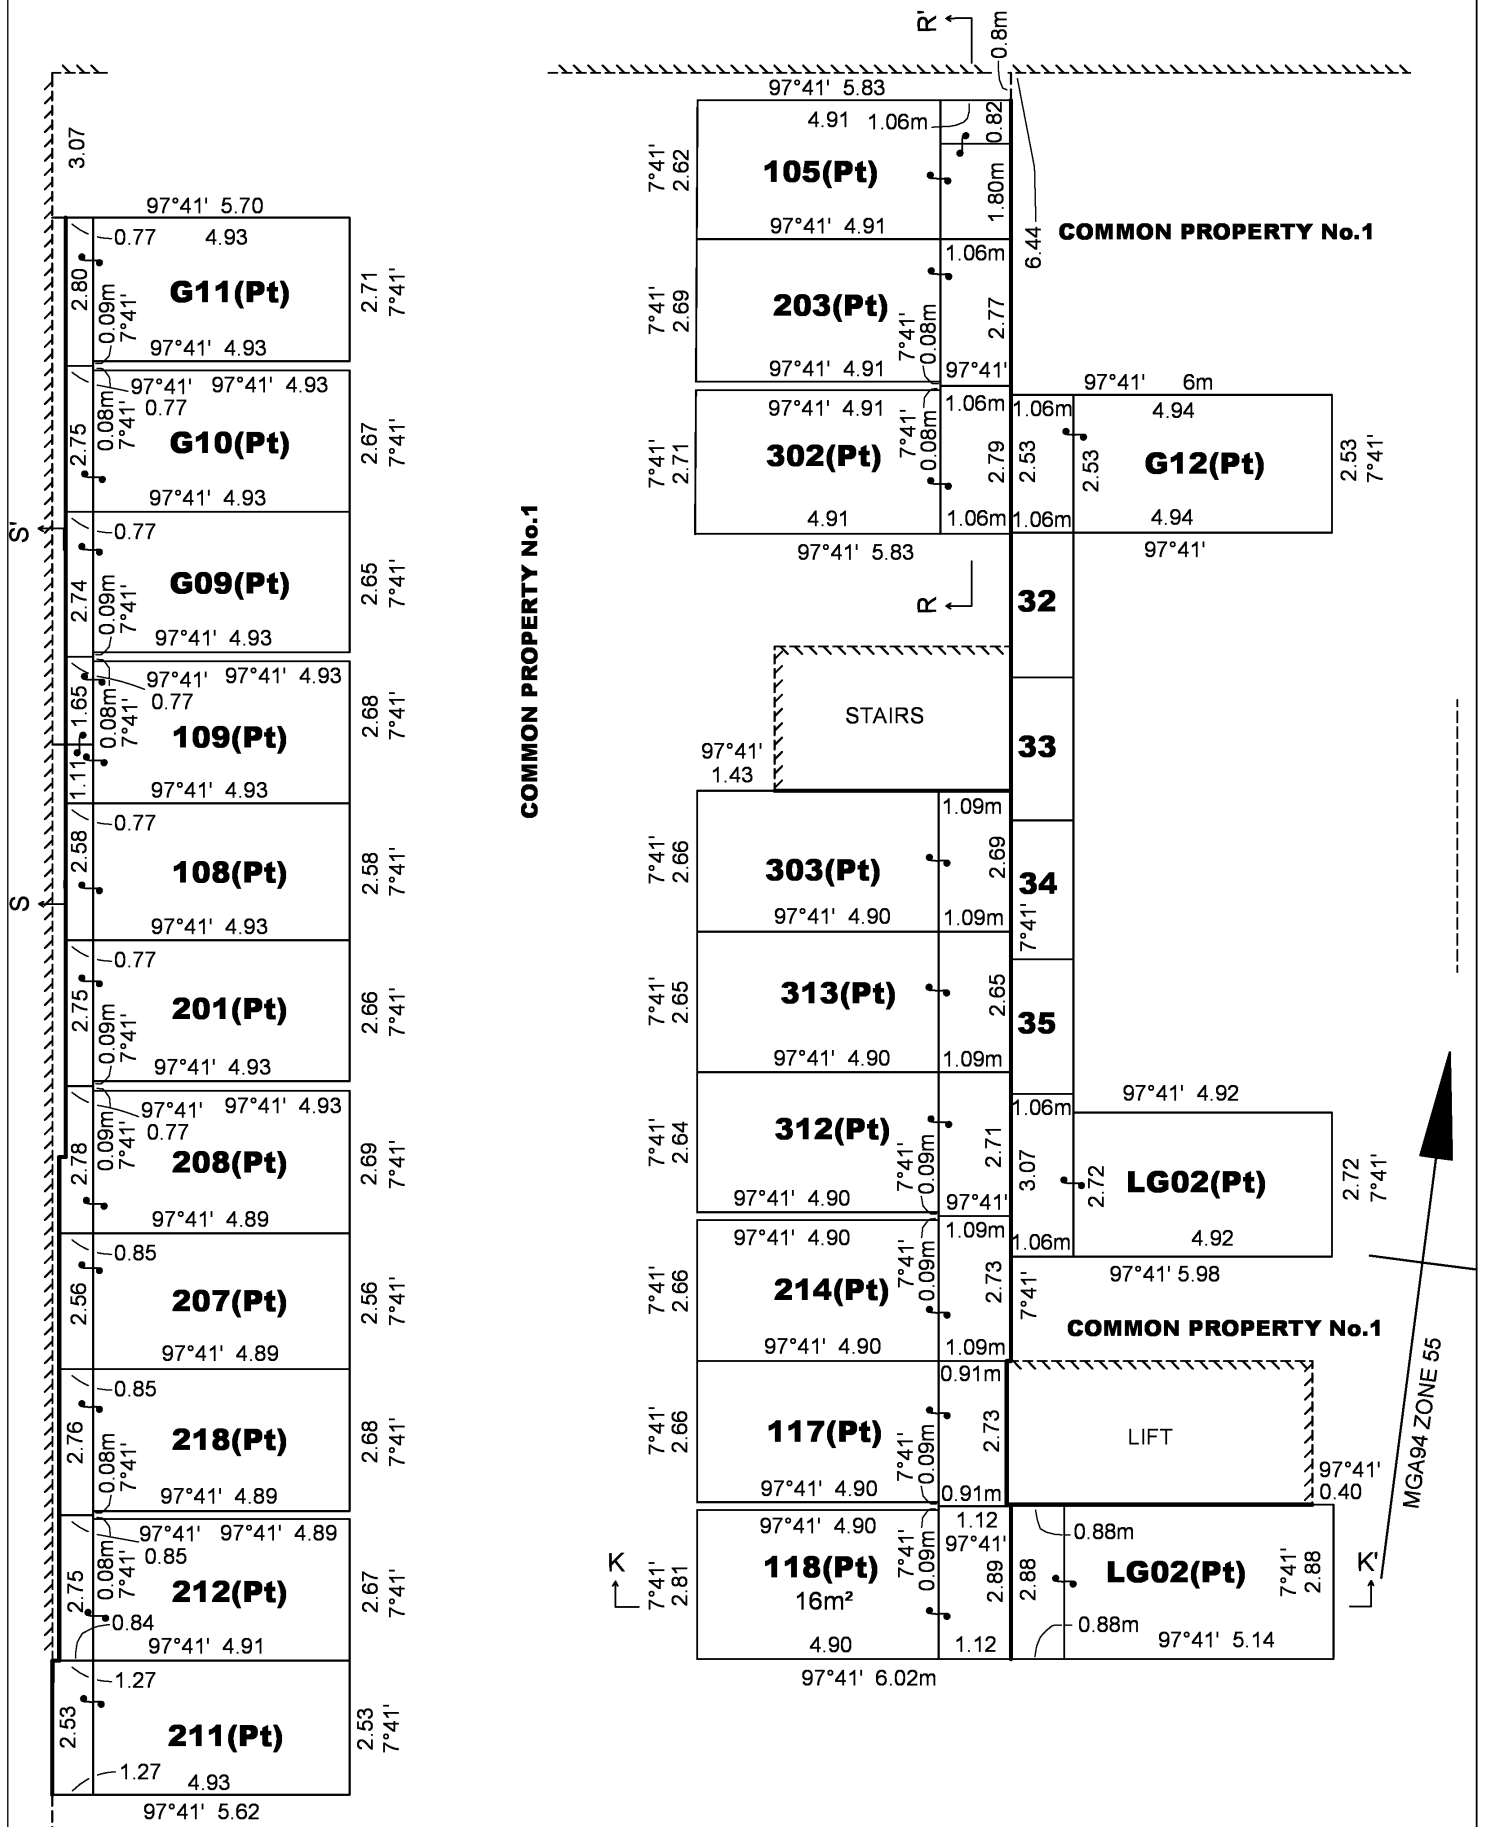 R'
0.8m
3.07
97°41' 5.70
0.77
4.93
2.80
G11(Pt)
2.71
7°41'
0.09m
7°41'
97°41' 4.93
97°41'
97°41' 4.93
0.77
0.08m
7°41'
2.75
G10(Pt)
2.67
7°41'
97°41' 4.93
S'
0.77
2.74
G09(Pt)
2.65
7°41'
0.09m
7°41'
97°41' 4.93
97°41'
97°41' 4.93
0.77
1.65
0.08m
7°41'
109(Pt)
2.68
7°41'
1.11
97°41' 4.93
0.77
2.58
108(Pt)
2.58
7°41'
S
97°41' 4.93
0.77
2.75
201(Pt)
2.66
7°41'
0.09m
7°41'
97°41' 4.93
97°41'
97°41' 4.93
0.77
0.09m
7°41'
2.78
208(Pt)
2.69
7°41'
97°41' 4.89
0.85
2.56
207(Pt)
2.56
7°41'
97°41' 4.89
0.85
2.76
218(Pt)
2.68
7°41'
0.08m
7°41'
97°41' 4.89
97°41'
97°41' 4.89
0.85
0.08m
7°41'
2.75
212(Pt)
2.67
7°41'
0.84
97°41' 4.91
1.27
2.53
211(Pt)
2.53
7°41'
1.27
4.93
97°41' 5.62
COMMON PROPERTY No.1
97°41' 5.83
4.91
1.06m
0.82
7°41'
2.62
105(Pt)
1.80m
97°41' 4.91
6.44
COMMON PROPERTY No.1
1.06m
7°41'
2.69
203(Pt)
2.77
7°41'
0.08m
97°41' 4.91
97°41'
97°41' 4.91
1.06m
7°41'
0.08m
7°41'
2.71
302(Pt)
2.79
4.91
1.06m
97°41' 5.83
97°41' 6m
1.06m
4.94
2.53
2.53
G12(Pt)
2.53
7°41'
1.06m
4.94
97°41'
R
32
STAIRS
33
97°41'
1.43
1.09m
7°41'
2.66
303(Pt)
2.69
34
7°41'
97°41' 4.90
1.09m
7°41'
2.65
313(Pt)
2.65
35
97°41' 4.90
1.09m
7°41'
2.64
312(Pt)
2.71
7°41'
0.09m
97°41' 4.90
97°41'
97°41' 4.92
1.06m
3.07
2.72
LG02(Pt)
2.72
7°41'
1.06m
4.92
97°41' 5.98
97°41' 4.90
1.09m
7°41'
0.09m
7°41'
2.66
214(Pt)
2.73
7°41'
97°41' 4.90
1.09m
COMMON PROPERTY No.1
0.91m
7°41'
2.66
117(Pt)
2.73
7°41'
0.09m
97°41' 4.90
0.91m
LIFT
97°41'
0.40
MGA94 ZONE 55
97°41' 4.90
1.12
97°41'
7°41'
0.09m
K
7°41'
2.81
118(Pt)
16m²
2.89
4.90
1.12
97°41' 6.02m
0.88m
2.88
LG02(Pt)
7°41'
2.88
K'
0.88m
97°41' 5.14